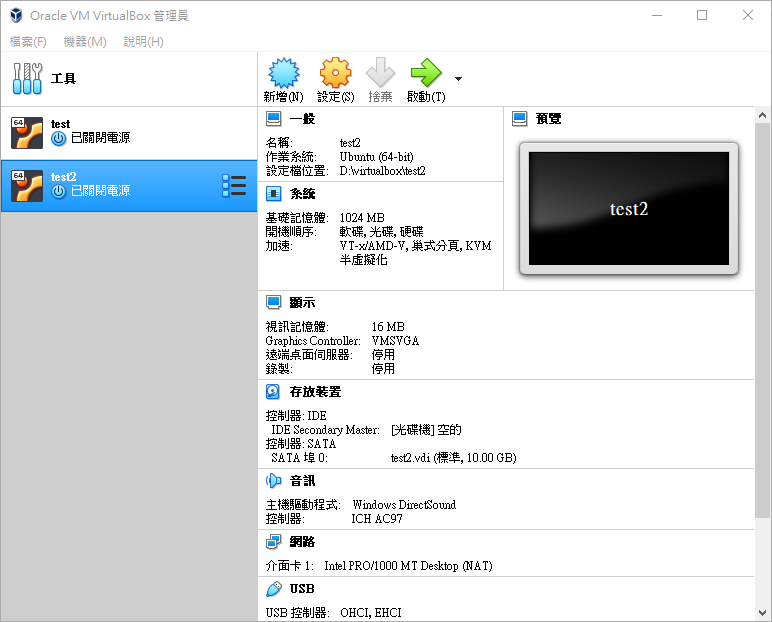 Oracle VM VirtualBox 管理員
檔案(F) 機器(M) 說明(H)
工具
新增(N) 設定(S) 捨棄 啟動(T)
64 test
已關閉電源
64 test2
已關閉電源
一般
名稱: test2
作業系統: Ubuntu (64-bit)
設定檔位置: D:\virtualbox\test2
預覽
test2
系統
基礎記憶體: 1024 MB
開機順序: 軟碟, 光碟, 硬碟
加速: VT-x/AMD-V, 巢式分頁, KVM
半虛擬化
顯示
視訊記憶體: 16 MB
Graphics Controller: VMSVGA
遠端桌面伺服器: 停用
錄製: 停用
存放裝置
控制器: IDE
IDE Secondary Master: [光碟機] 空的
控制器: SATA
SATA 埠 0: test2.vdi (標準, 10.00 GB)
音訊
主機驅動程式: Windows DirectSound
控制器: ICH AC97
網路
介面卡 1: Intel PRO/1000 MT Desktop (NAT)
USB
USB 控制器: OHCI, EHCI